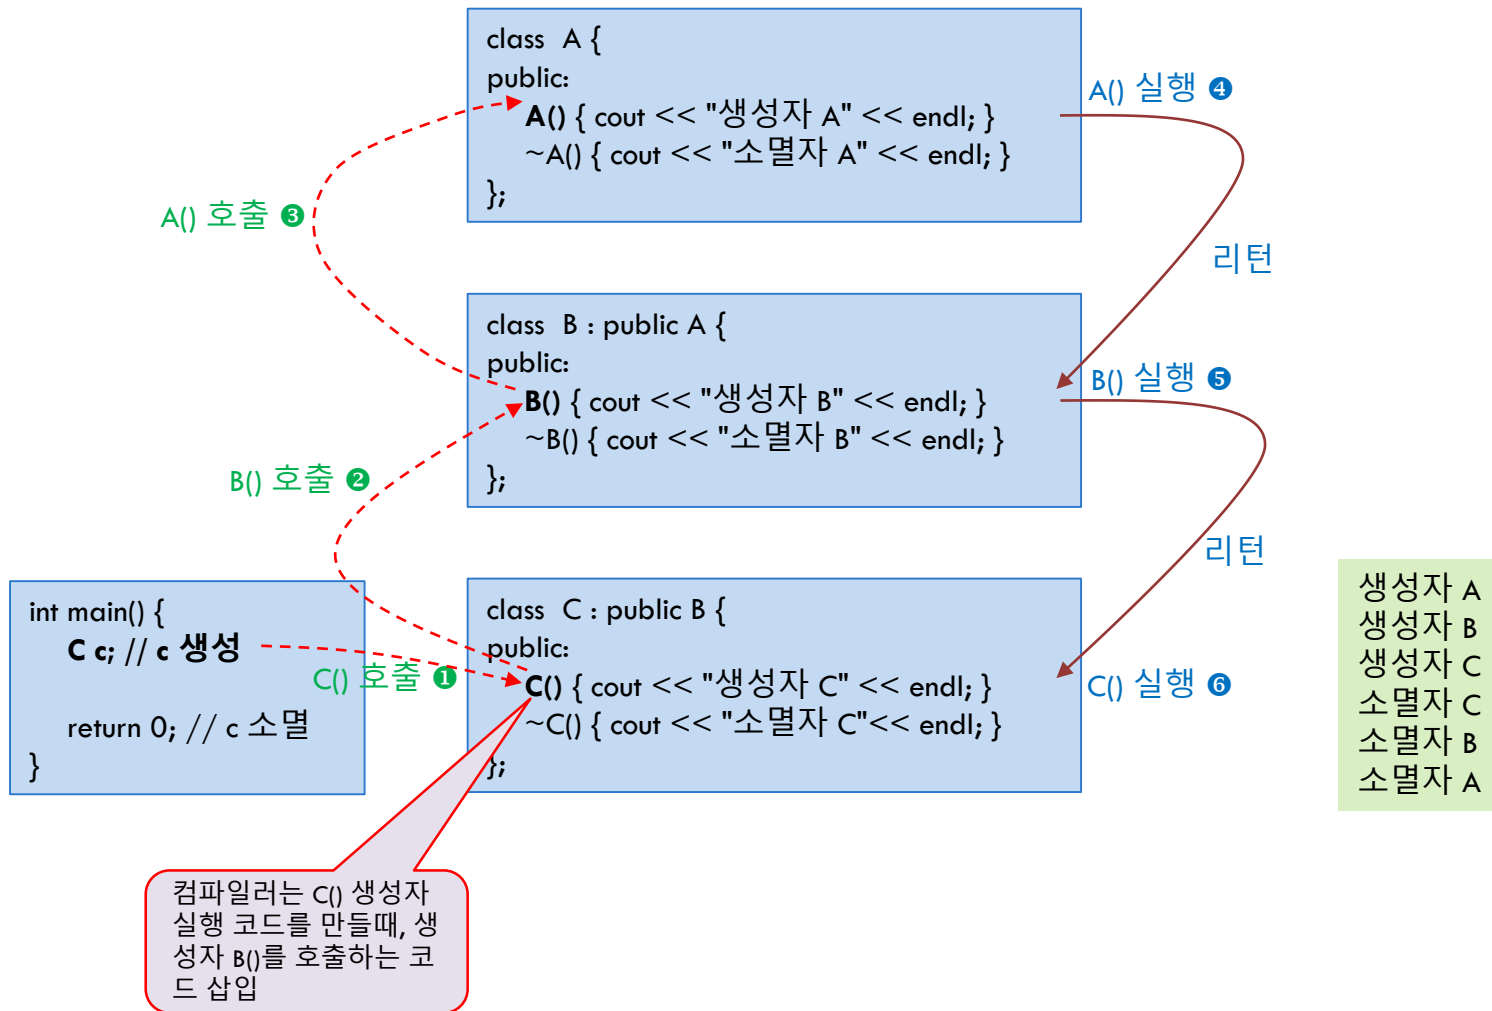 class A {
public:
A() { cout << "생성자 A" << endl; }
~A() { cout << "소멸자 A" << endl; }
};
A() 실행 ❹
A() 호출 ❸
리턴
class B : public A {
public:
B() { cout << "생성자 B" << endl; }
~B() { cout << "소멸자 B" << endl; }
};
B() 실행 ❺
B() 호출 ❷
리턴
int main() {
C c; // c 생성
return 0; // c 소멸
}
C() 호출 ❶
class C : public B {
public:
C() { cout << "생성자 C" << endl; }
~C() { cout << "소멸자 C"<< endl; }
};
C() 실행 ❻
생성자 A
생성자 B
생성자 C
소멸자 C
소멸자 B
소멸자 A
컴파일러는 C() 생성자
실행 코드를 만들때, 생
성자 B()를 호출하는 코
드 삽입